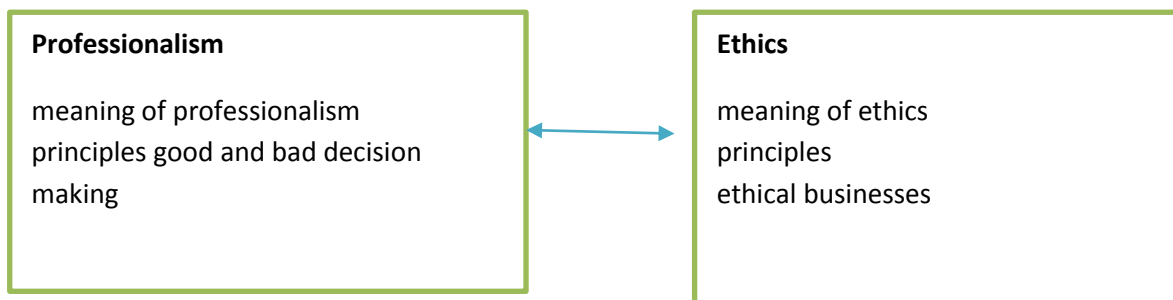 Professionalism
meaning of professionalism
principles good and bad decision
making
Ethics
meaning of ethics
principles
ethical businesses